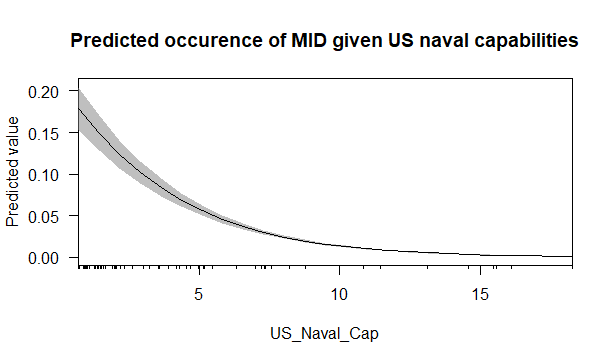 Predicted occurence of MID given US naval capabilities
Predicted value
0.20
0.15
0.10
0.05
0.00
5
10
15
US_Naval_Cap